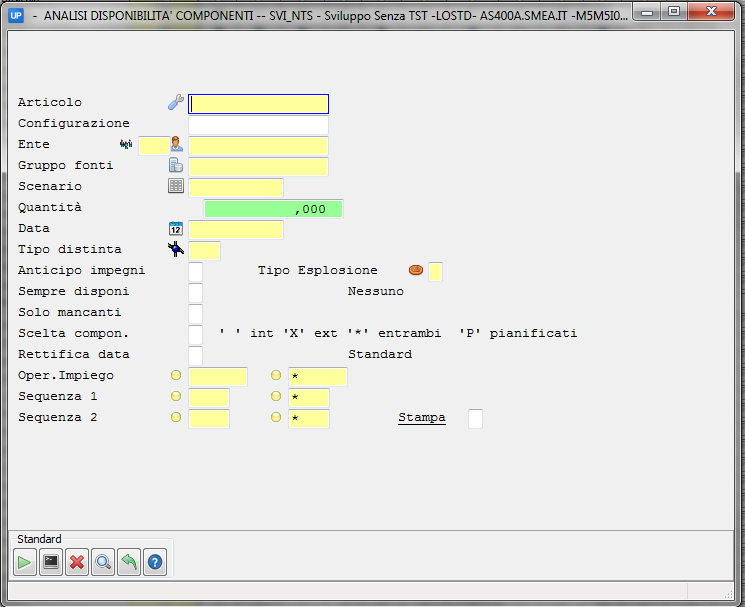 UP - ANALISI DISPONIBILITA' COMPONENTI -- SVI_NTS - Sviluppo Senza TST -LOSTD- AS400A.SMEA.IT -M5M5I0...
Articolo
Configurazione
Ente
Gruppo fonti
Scenario
Quantità ,000
Data 12
Tipo distinta
Anticipo impegni Tipo Esplosione
Sempre disponi Nessuno
Solo mancanti
Scelta compon. ' ' int 'X' ext '*' entrambi 'P' pianificati
Rettifica data Standard
Oper.Impiego *
Sequenza 1 *
Sequenza 2 * Stampa
Standard